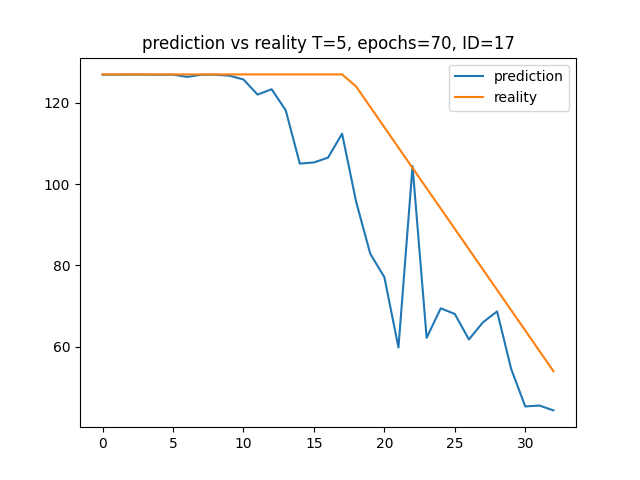 prediction vs reality T=5, epochs=70, ID=17
prediction
reality
120
100
80
60
0 5 10 15 20 25 30